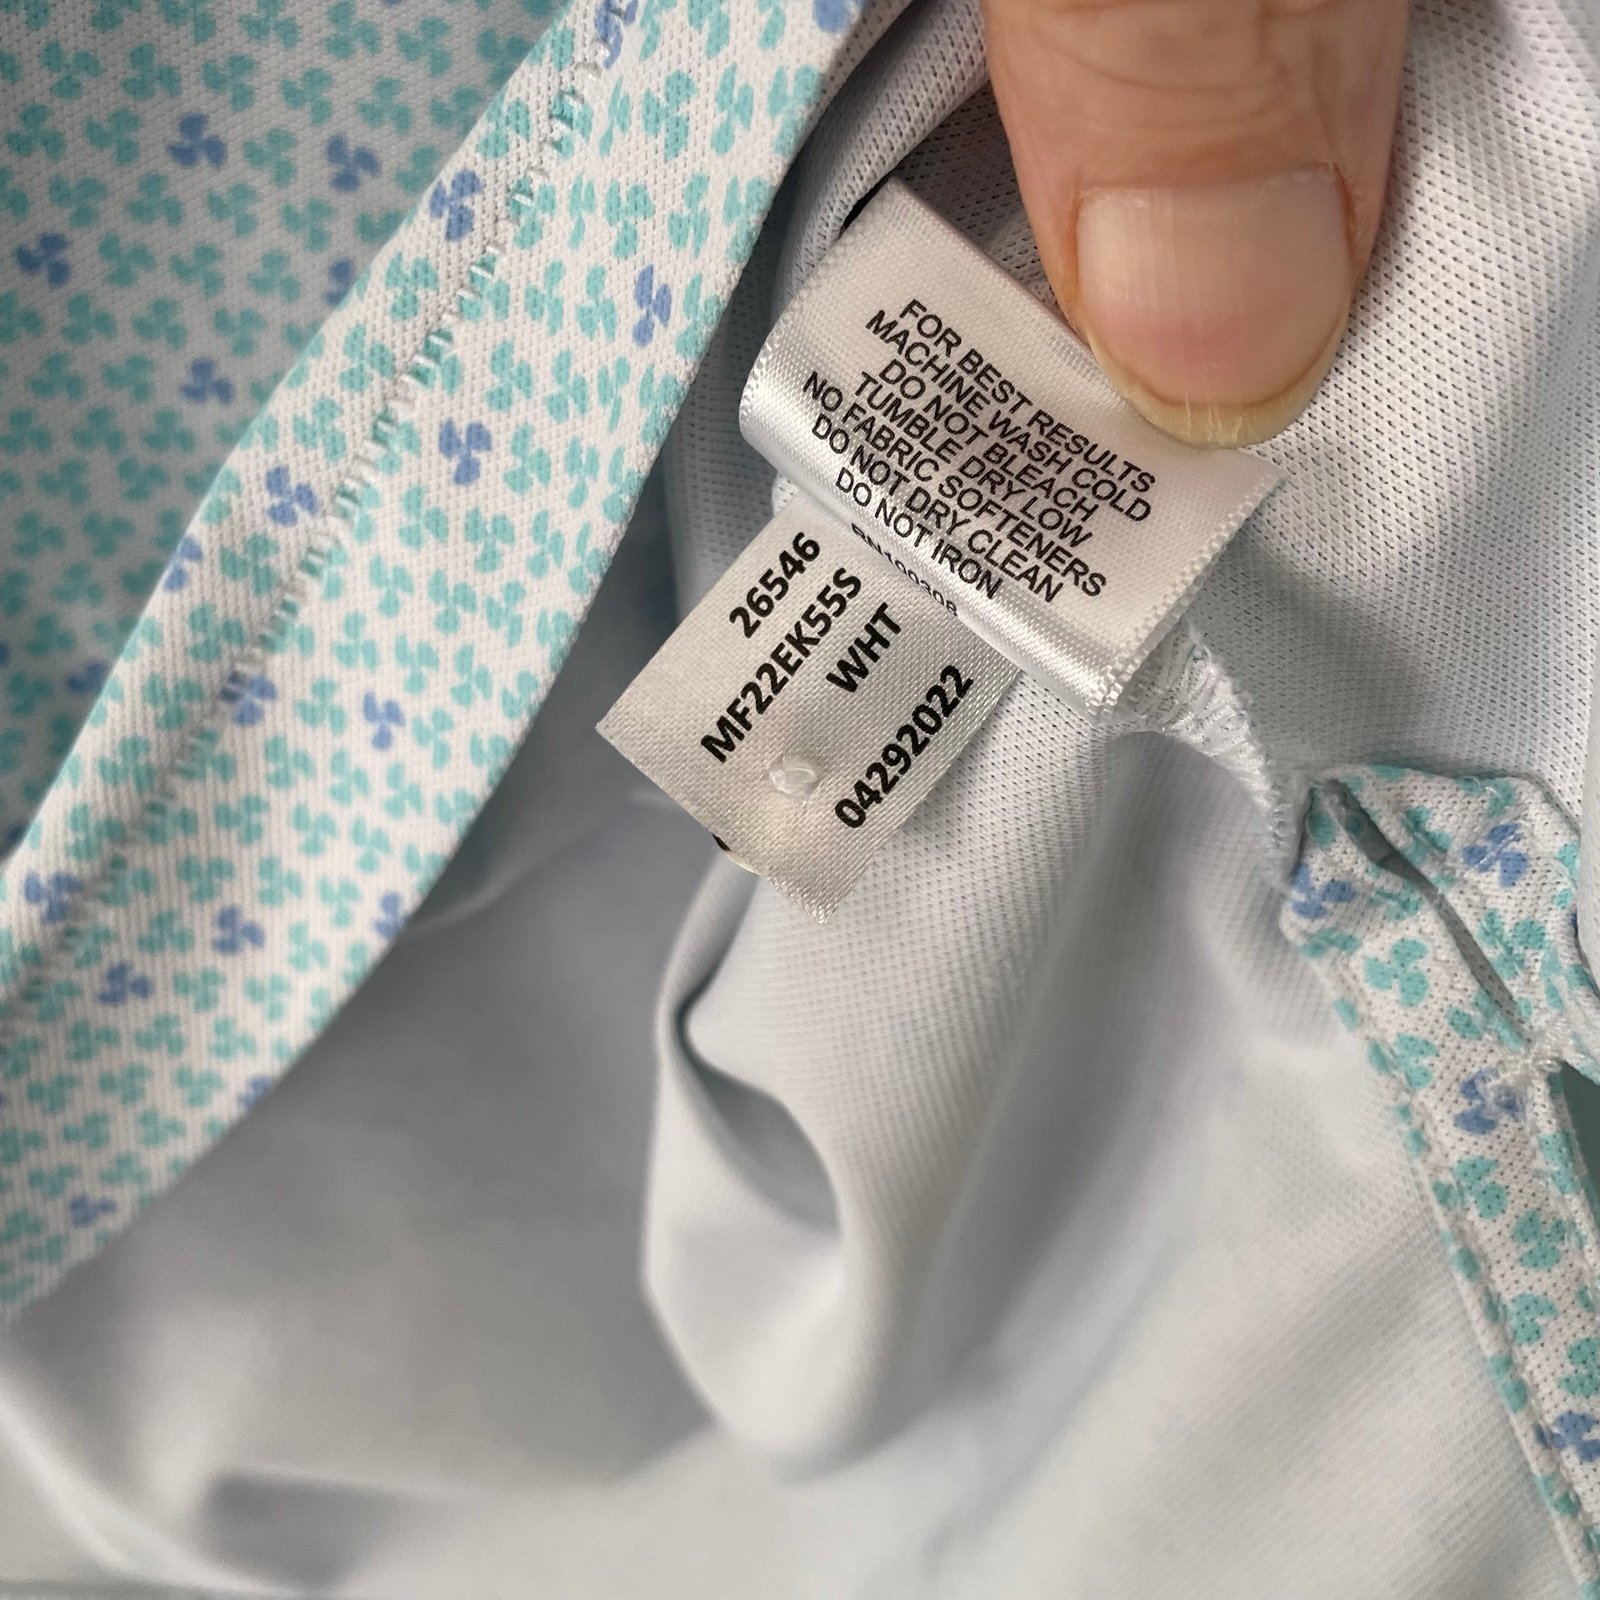 FOR BEST RESULTS
MACHINE WASH COLD
DO NOT BLEACH
TUMBLE DRY LOW
NO FABRIC SOFTENERS
DO NOT DRY CLEAN
DO NOT IRON
26546
MF22EK55S
WHT
04292022